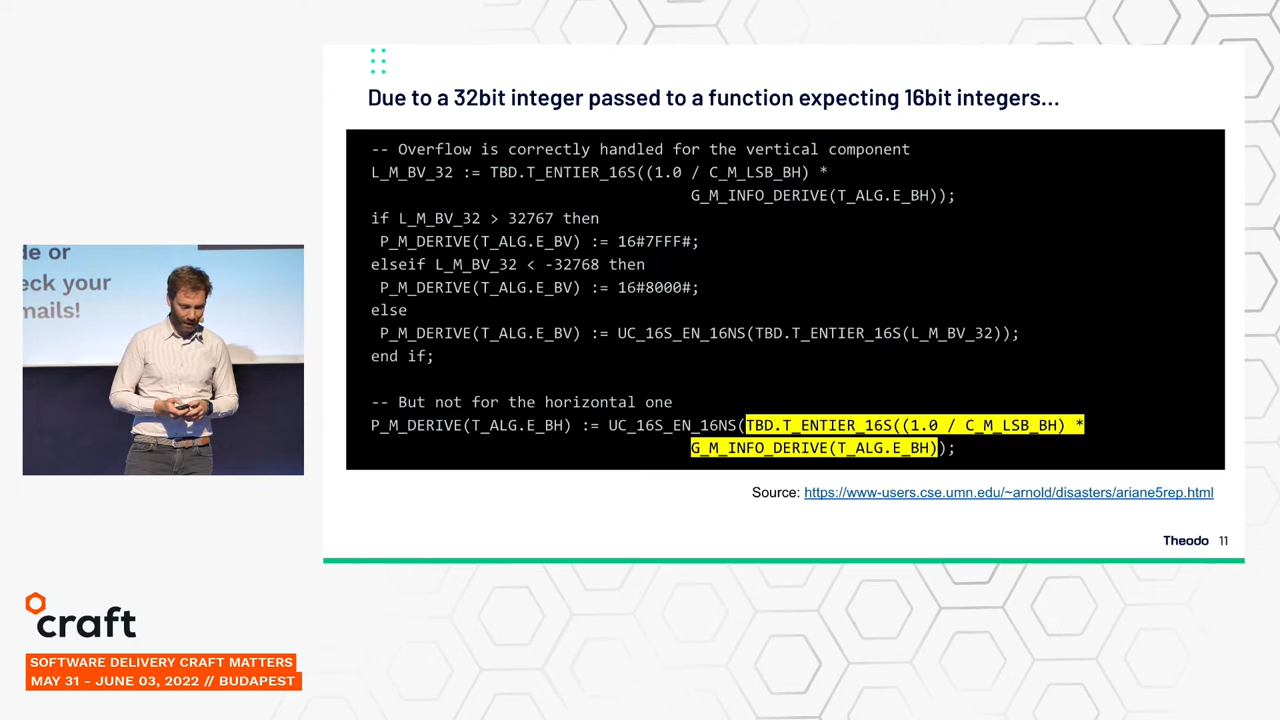 Due to a 32bit integer passed to a function expecting 16bit integers…
-- Overflow is correctly handled for the vertical component
L_M_BV_32 := TBD.T_ENTIER_16S((1.0 / C_M_LSB_BH) *
G_M_INFO_DERIVE(T_ALG.E_BH));
if L_M_BV_32 > 32767 then
P_M_DERIVE(T_ALG.E_BV) := 16#7FFF#;
elseif L_M_BV_32 < -32768 then
P_M_DERIVE(T_ALG.E_BV) := 16#8000#;
else
P_M_DERIVE(T_ALG.E_BV) := UC_16S_EN_16NS(TBD.T_ENTIER_16S(L_M_BV_32));
end if;
-- But not for the horizontal one
P_M_DERIVE(T_ALG.E_BH) := UC_16S_EN_16NS(TBD.T_ENTIER_16S((1.0 / C_M_LSB_BH) *
G_M_INFO_DERIVE(T_ALG.E_BH));
Source: https://www-users.cse.umn.edu/~arnold/disasters/ariane5rep.html
Theodo 11
de or
eck your
mails!
craft
SOFTWARE DELIVERY CRAFT MATTERS
MAY 31 - JUNE 03, 2022 // BUDAPEST